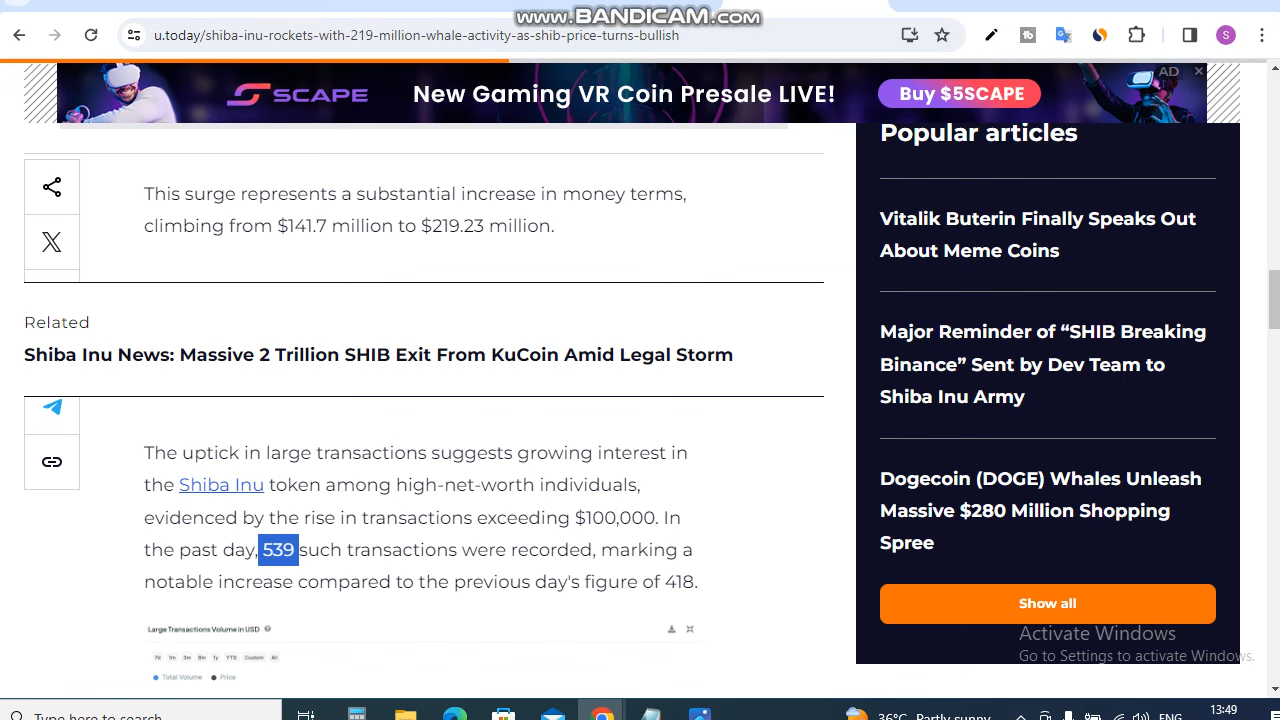 www.BANDICAM.com
u.today/shiba-inu-rockets-with-219-million-whale-activity-as-shib-price-turns-bullish
S
AD
SCAPE
New Gaming VR Coin Presale LIVE!
Buy $5SCAPE
This surge represents a substantial increase in money terms,
climbing from $141.7 million to $219.23 million.
Related
Shiba Inu News: Massive 2 Trillion SHIB Exit From KuCoin Amid Legal Storm
The uptick in large transactions suggests growing interest in
the Shiba Inu token among high-net-worth individuals,
evidenced by the rise in transactions exceeding $100,000. In
the past day, 539 such transactions were recorded, marking a
notable increase compared to the previous day's figure of 418.
Large Transactions Volume in USD
7d 1m 3m 6m 1y YTD Custom All
Total Volume Price
Popular articles
Vitalik Buterin Finally Speaks Out
About Meme Coins
Major Reminder of “SHIB Breaking
Binance” Sent by Dev Team to
Shiba Inu Army
Dogecoin (DOGE) Whales Unleash
Massive $280 Million Shopping
Spree
Show all
Activate Windows
Go to Settings to activate Windows.
Type here to search
36°C Partly sunny
ENG
13:49